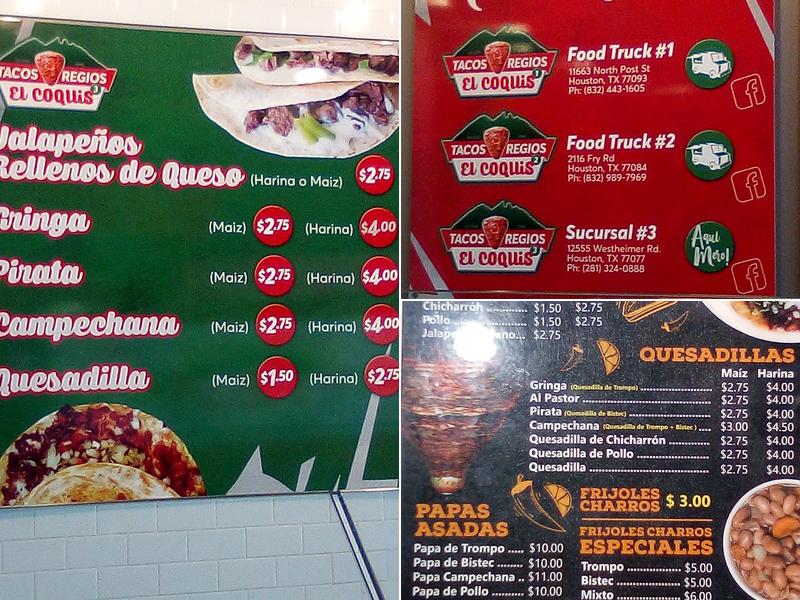 TACOS REGIOS
EL COQUIS 3
Jalapeños
Rellenos de Queso (Harina o Maiz) $2.75
Gringa (Maiz) $2.75 (Harina) $4.00
Pirata (Maiz) $2.75 (Harina) $4.00
Campechana (Maiz) $2.75 (Harina) $4.00
Quesadilla (Maiz) $1.50 (Harina) $2.75
TACOS REGIOS
EL COQUIS 1
Food Truck #1
11663 North Post St
Houston, TX 77093
Ph: (832) 443-1605
TACOS REGIOS
EL COQUIS 2
Food Truck #2
2116 Fry Rd
Houston, TX 77084
Ph: (832) 989-7969
TACOS REGIOS
EL COQUIS 3
Sucursal #3
12555 Westheimer Rd.
Houston, TX 77077
Ph: (281) 324-0888
Aquí
Mero!
Chicharrón $1.50 $2.75
Pollo $1.50 $2.75
$2.75
QUESADILLAS
Maíz Harina
Gringa (Quesadilla de Trompo) $2.75 $4.00
Al Pastor $2.75 $4.00
Pirata (Quesadilla de Bistec) $2.75 $4.00
Campechana (Quesadilla de Trompo + Bistec) $3.00 $4.50
Quesadilla de Chicharrón $2.75 $4.00
Quesadilla de Pollo $2.75 $4.00
Quesadilla $2.75 $4.00
FRIJOLES
CHARROS $ 3.00
PAPAS
ASADAS
Papa de Trompo ..... $10.00
Papa de Bistec $10.00
Papa Campechana .. $11.00
Papa de Pollo $10.00
FRIJOLES CHARROS
ESPECIALES
Trompo $5.00
Bistec $5.00
Mixto $6.00